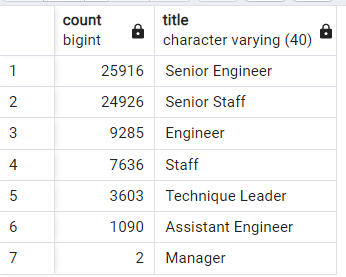 count title
bigint character varying (40)
1 25916 Senior Engineer
2 24926 Senior Staff
3 9285 Engineer
4 7636 Staff
5 3603 Technique Leader
6 1090 Assistant Engineer
7 2 Manager